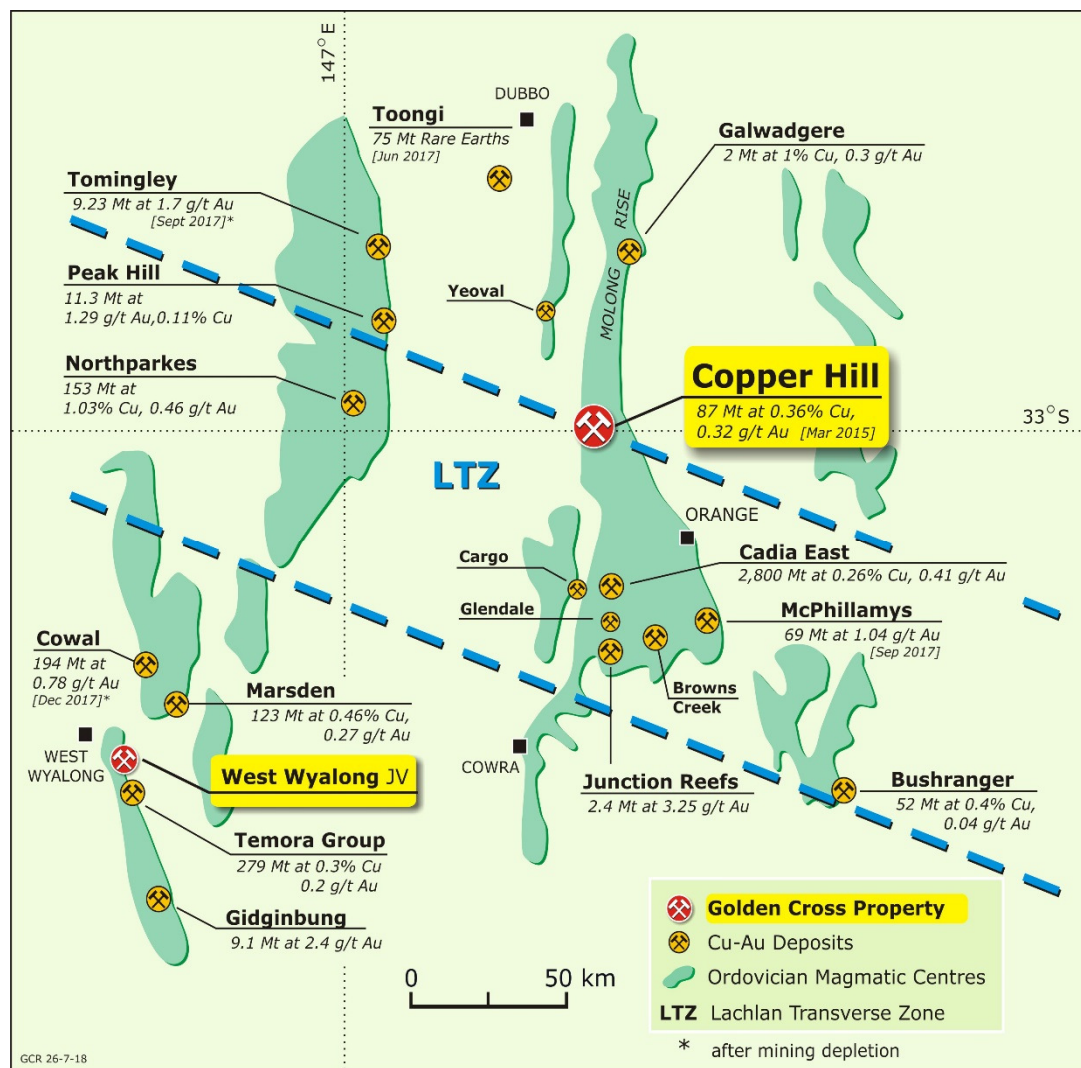 147°E
DUBBO
Toongi
75 Mt Rare Earths
[Jun 2017]
Galwadgere
2 Mt at 1% Cu, 0.3 g/t Au
Tomingley
9.23 Mt at 1.7 g/t Au
[Sept 2017]*
MOLONG RISE
Peak Hill
11.3 Mt at
1.29 g/t Au,0.11% Cu
Yeoval
Northparkes
153 Mt at
1.03% Cu, 0.46 g/t Au
Copper Hill
87 Mt at 0.36% Cu,
0.32 g/t Au [Mar 2015]
33°S
LTZ
ORANGE
Cargo
Cadia East
2,800 Mt at 0.26% Cu, 0.41 g/t Au
Glendale
McPhillamys
69 Mt at 1.04 g/t Au
[Sep 2017]
Cowal
194 Mt at
0.78 g/t Au
[Dec 2017]*
Marsden
123 Mt at 0.46% Cu,
0.27 g/t Au
Browns
Creek
WEST
WYALONG
COWRA
West Wyalong JV
Junction Reefs
2.4 Mt at 3.25 g/t Au
Bushranger
52 Mt at 0.4% Cu,
0.04 g/t Au
Temora Group
279 Mt at 0.3% Cu
0.2 g/t Au
Gidginbung
9.1 Mt at 2.4 g/t Au
0 50 km
Golden Cross Property
Cu-Au Deposits
Ordovician Magmatic Centres
LTZ Lachlan Transverse Zone
* after mining depletion
GCR 26-7-18